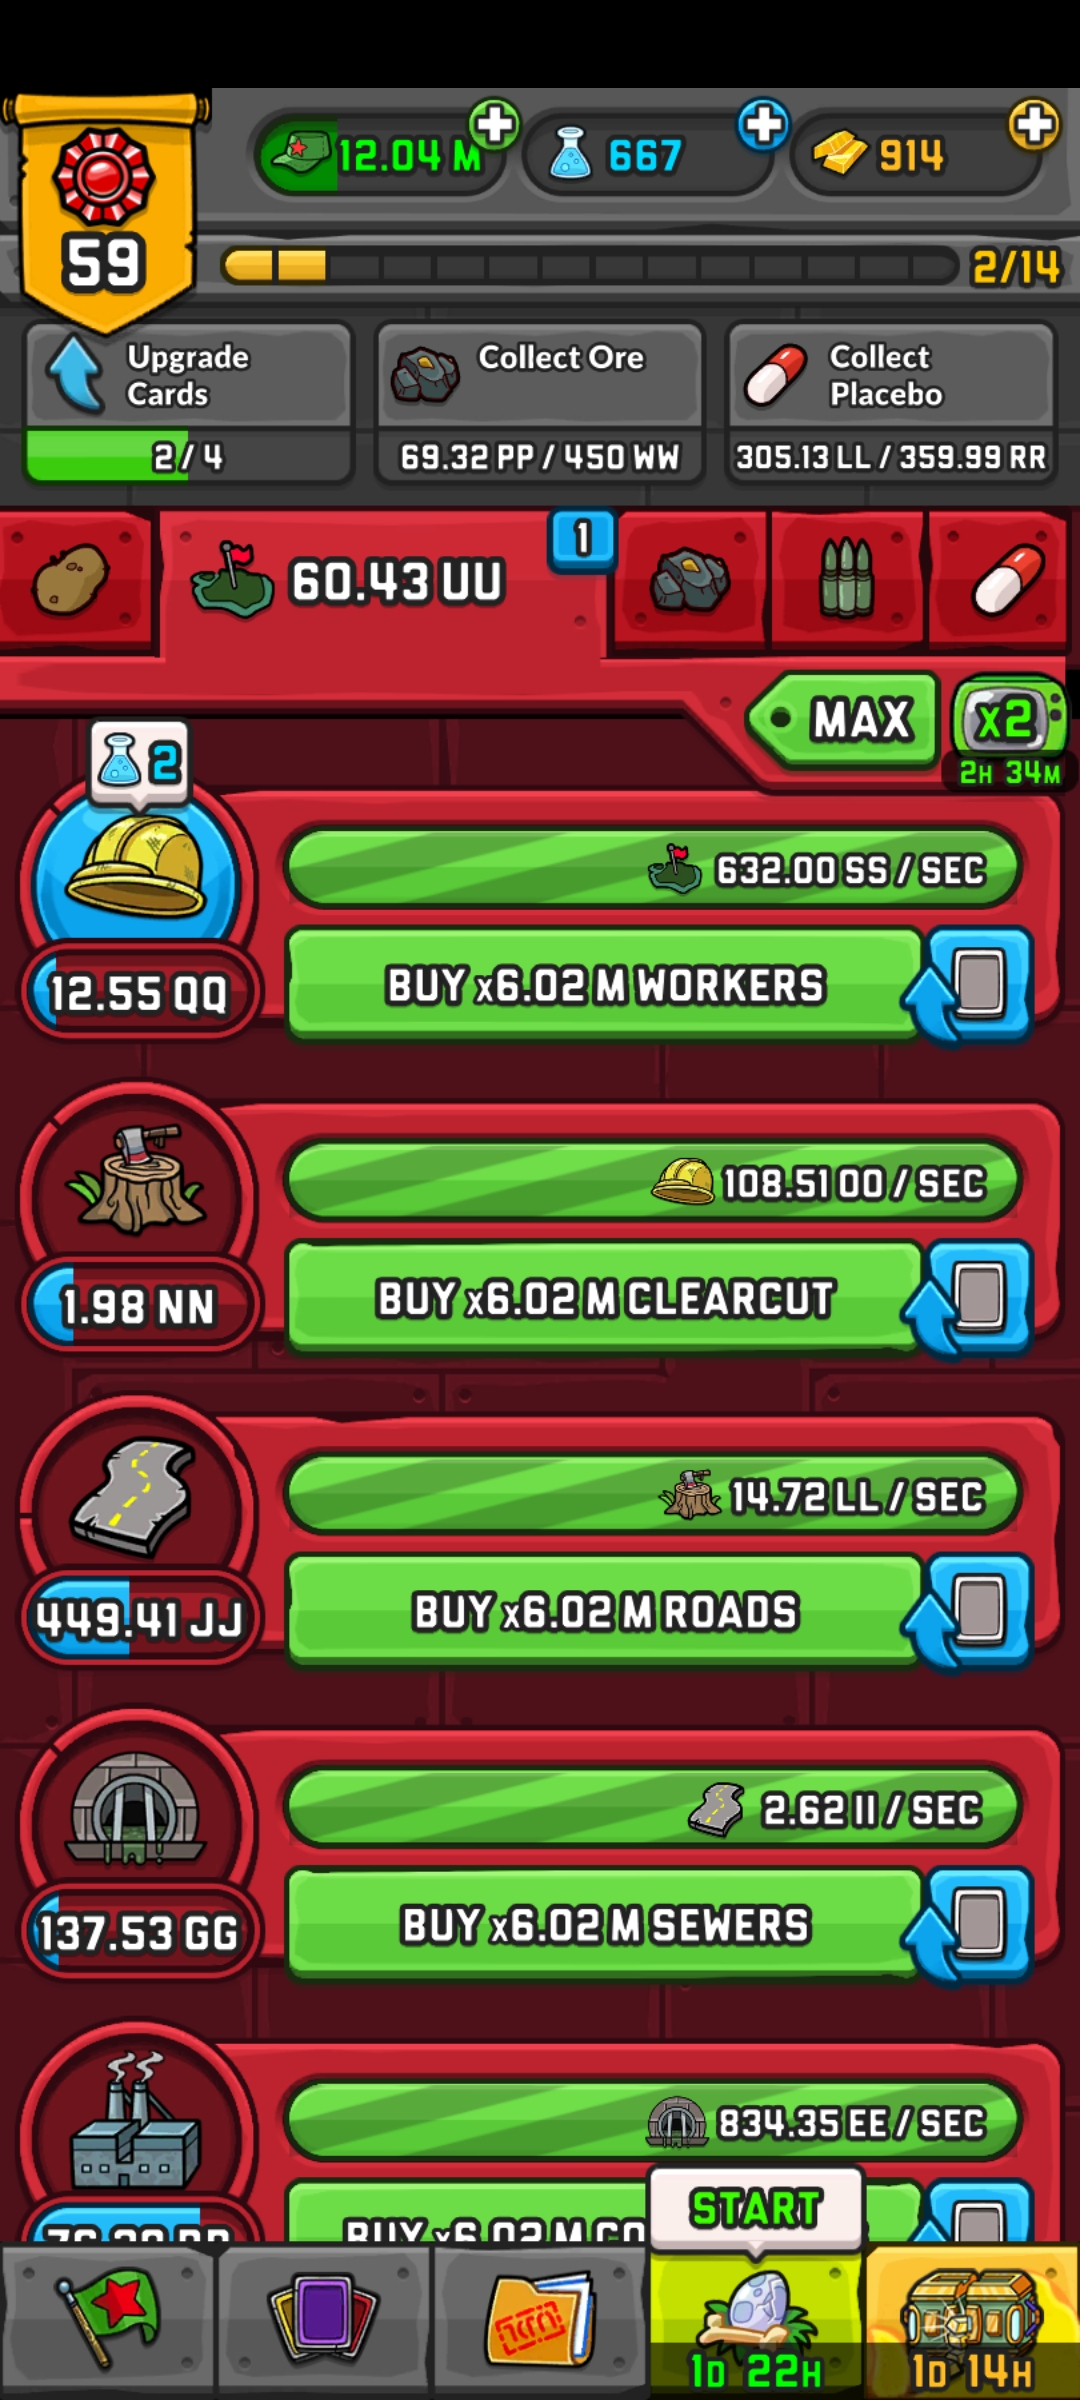 12.04 M
667
914
59
2/14
Upgrade
Cards
2/4
Collect Ore
69.32 PP / 450 WW
Collect
Placebo
305.13 LL / 359.99 RR
60.43 UU
1
MAX
x2
2H 34M
2
632.00 SS / SEC
12.55 QQ
BUY x6.02 M WORKERS
108.51 OO / SEC
1.98 NN
BUY x6.02 M CLEARCUT
14.72 LL / SEC
449.41 JJ
BUY x6.02 M ROADS
2.62 II / SEC
137.53 GG
BUY x6.02 M SEWERS
834.35 EE / SEC
BUY x6.02 M CO
START
1D 22H
1D 14H